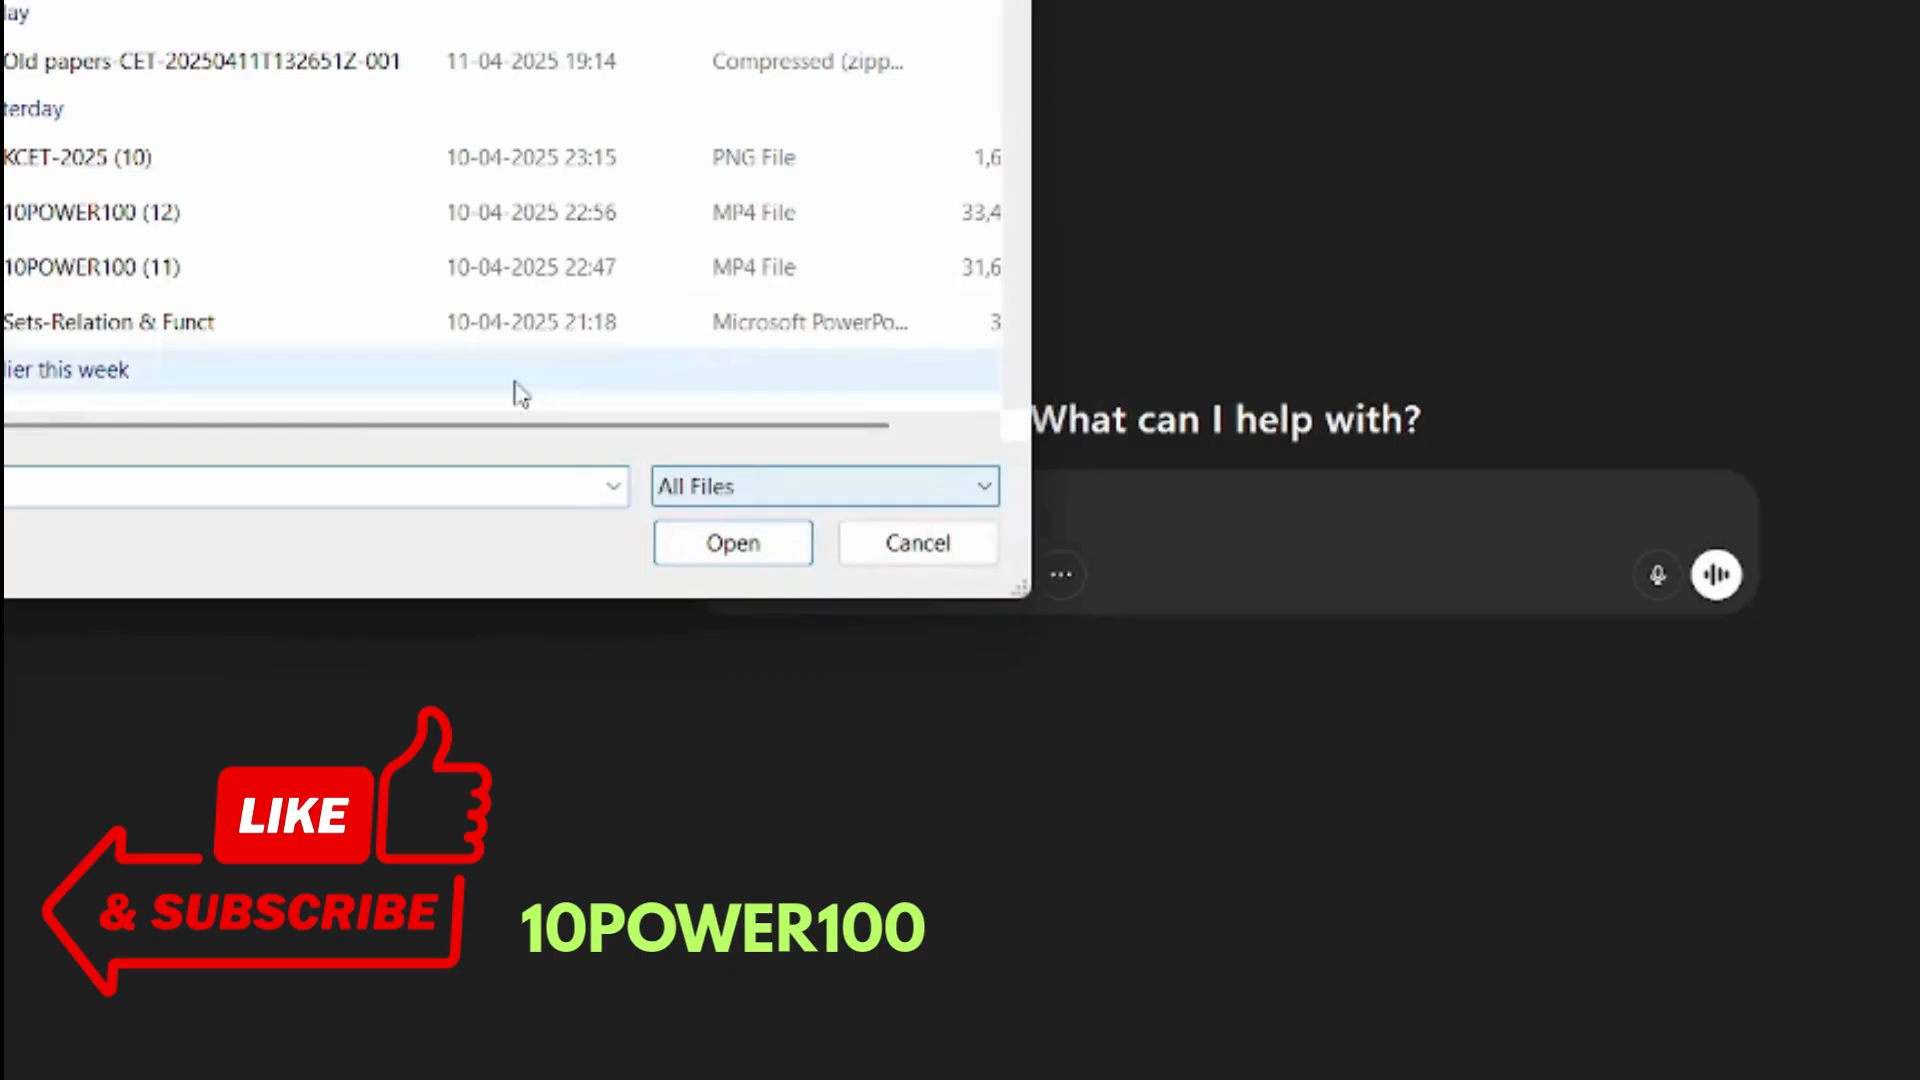 Old papers-CET-20250411T132651Z-001 11-04-2025 19:14 Compressed (zipp...
KCET-2025 (10) 10-04-2025 23:15 PNG File 1,6
10POWER100 (12) 10-04-2025 22:56 MP4 File 33,4
10POWER100 (11) 10-04-2025 22:47 MP4 File 31,6
Sets-Relation & Funct 10-04-2025 21:18 Microsoft PowerPo... 3
lier this week
What can I help with?
All Files
Open Cancel
LIKE
& SUBSCRIBE
10POWER100